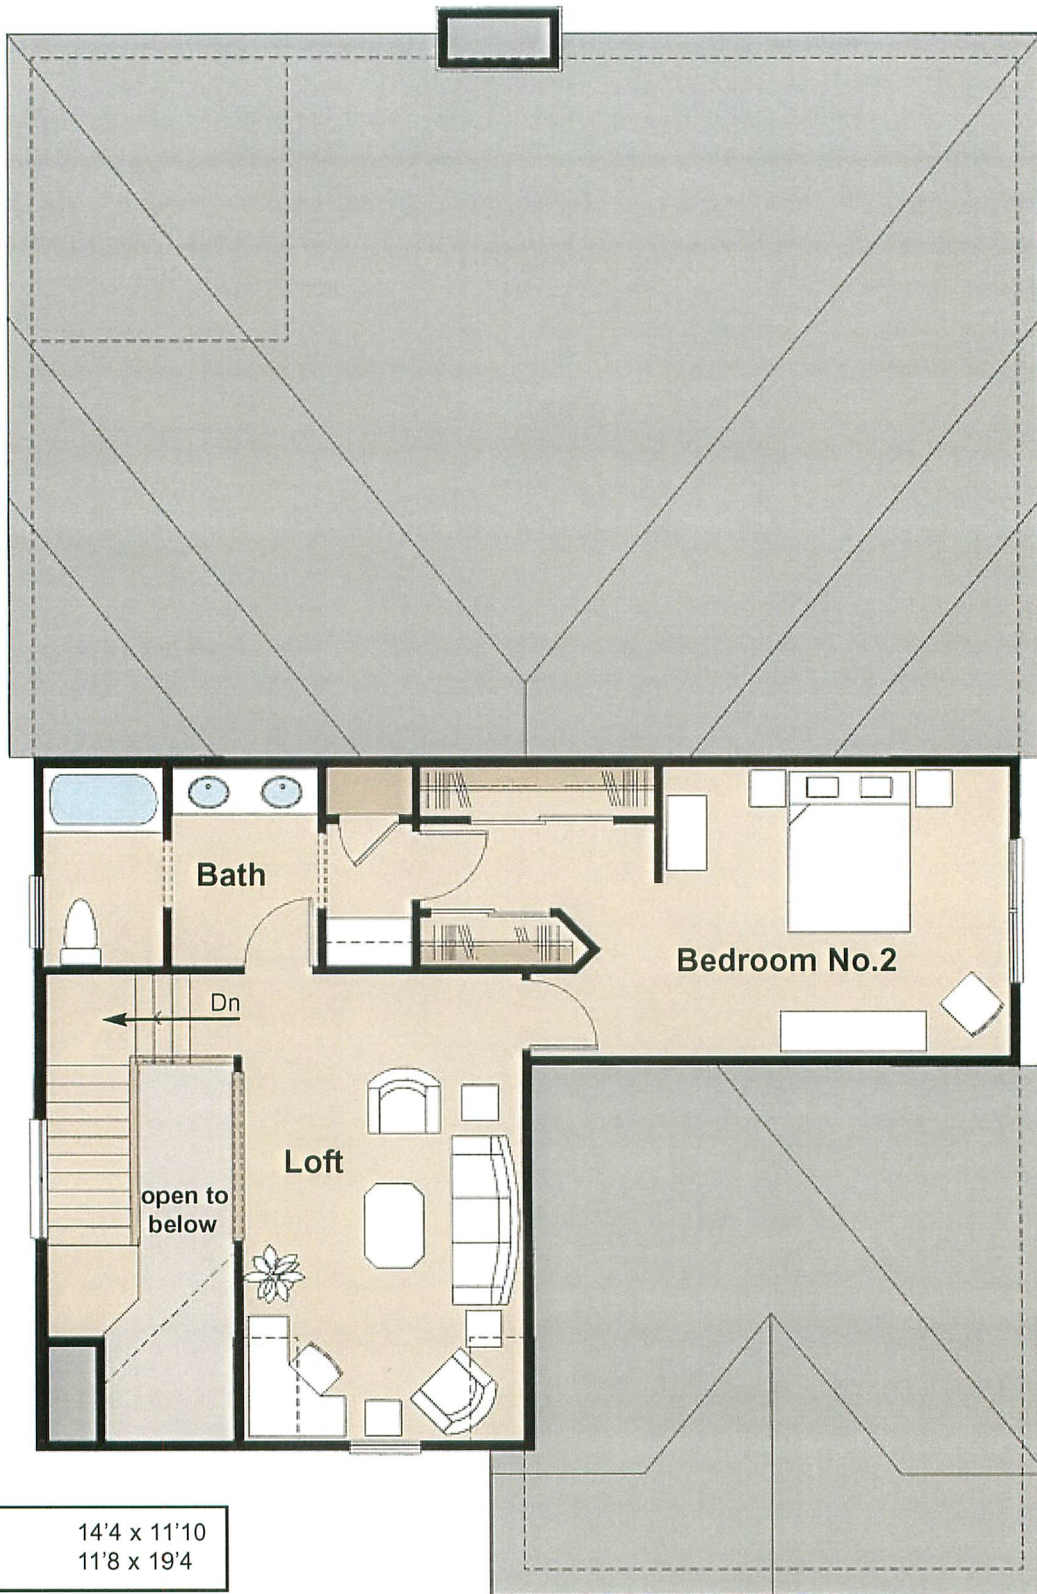 Bath
Bedroom No.2
Dn
Loft
open to
below
14'4 x 11'10
11'8 x 19'4